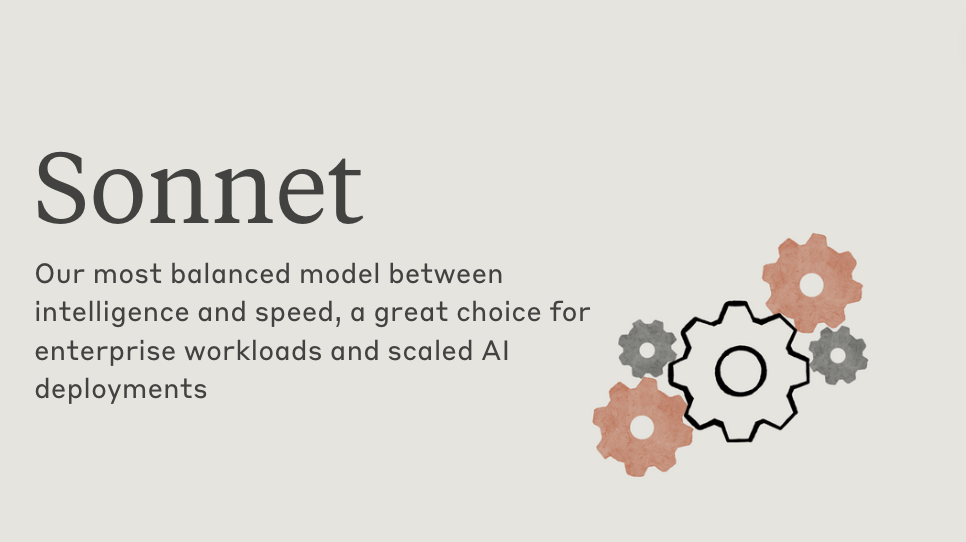 Sonnet
Our most balanced model between
intelligence and speed, a great choice for
enterprise workloads and scaled AI
deployments